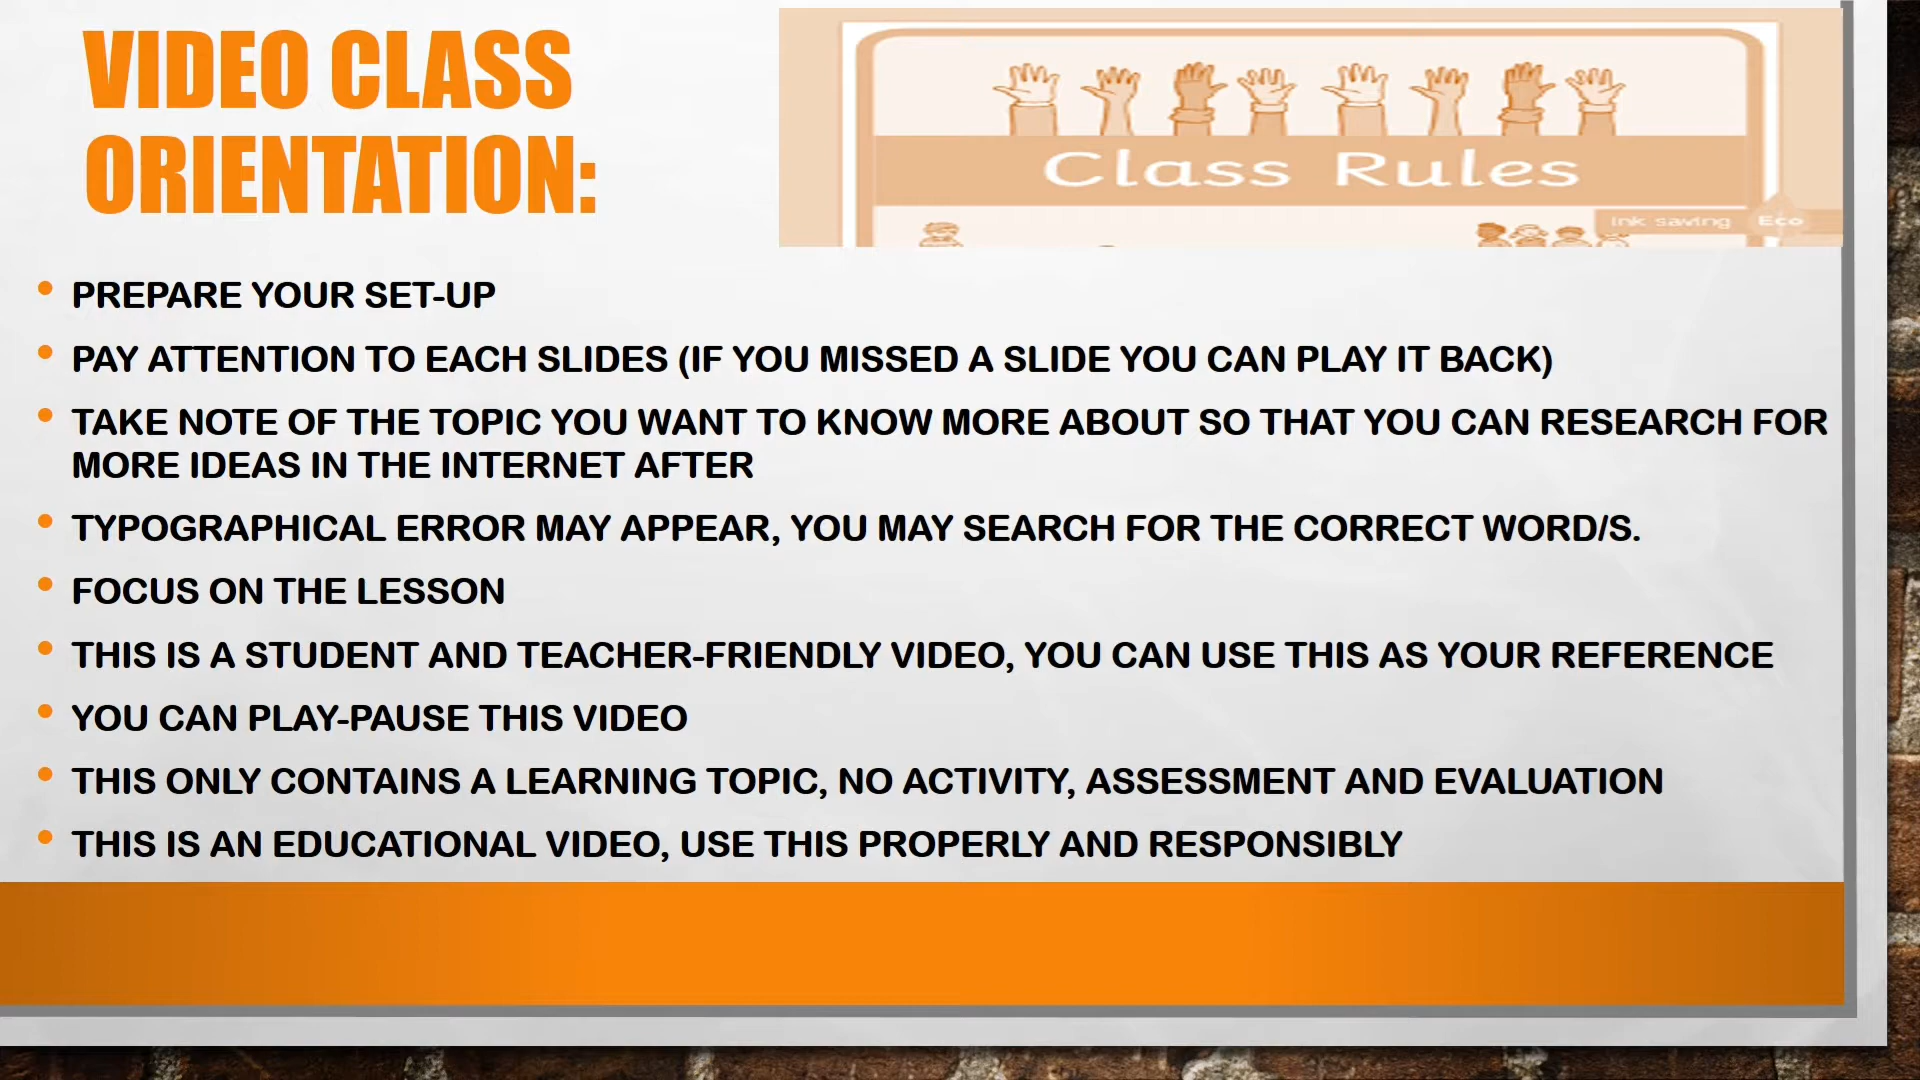 VIDEO CLASS
ORIENTATION:
Class Rules
ink saving Eco
• PREPARE YOUR SET-UP
• PAY ATTENTION TO EACH SLIDES (IF YOU MISSED A SLIDE YOU CAN PLAY IT BACK)
• TAKE NOTE OF THE TOPIC YOU WANT TO KNOW MORE ABOUT SO THAT YOU CAN RESEARCH FOR
MORE IDEAS IN THE INTERNET AFTER
• TYPOGRAPHICAL ERROR MAY APPEAR, YOU MAY SEARCH FOR THE CORRECT WORD/S.
• FOCUS ON THE LESSON
• THIS IS A STUDENT AND TEACHER-FRIENDLY VIDEO, YOU CAN USE THIS AS YOUR REFERENCE
• YOU CAN PLAY-PAUSE THIS VIDEO
• THIS ONLY CONTAINS A LEARNING TOPIC, NO ACTIVITY, ASSESSMENT AND EVALUATION
• THIS IS AN EDUCATIONAL VIDEO, USE THIS PROPERLY AND RESPONSIBLY